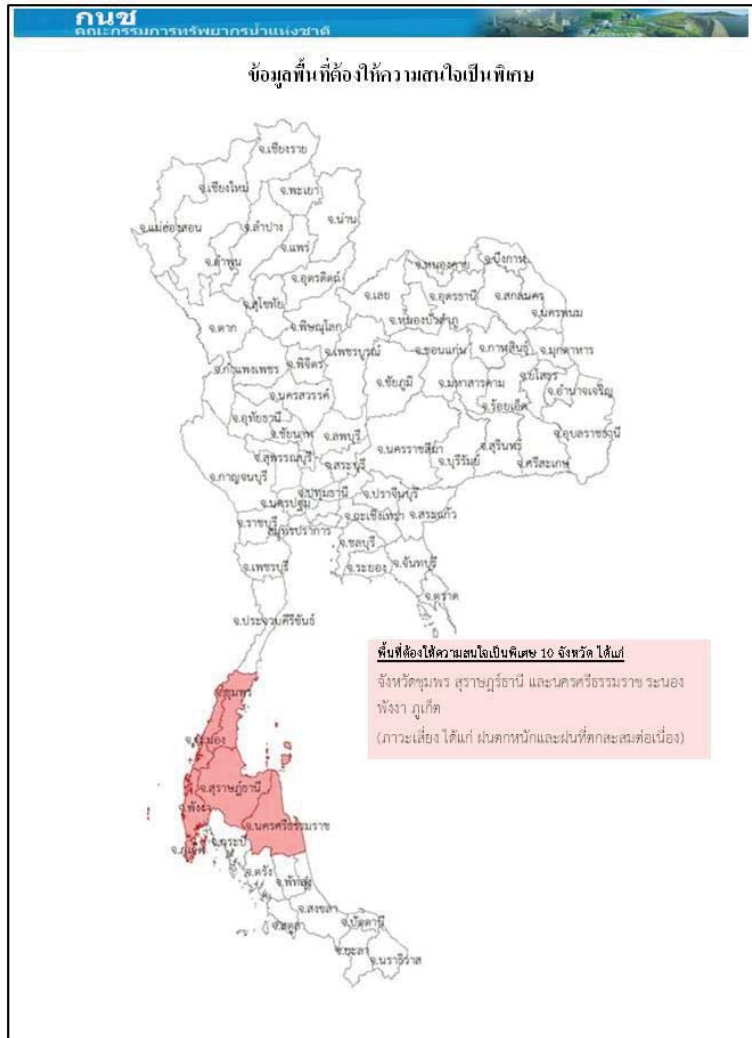 กนช
คณะกรรมการทรัพยากรน้ำแห่งชาติ
ข้อมูลพื้นที่ต้องให้ความสนใจเป็นพิเศษ
จ.เชียงราย
จ.เชียงใหม่
จ.พะเยา
จ.น่าน
จ.แม่ฮ่องสอน
จ.ลำปาง
จ.แพร่
จ.ลำพูน
จ.อุตรดิตถ์
จ.หนองคาย
จ.บึงกาฬ
จ.เลย
จ.อุดรธานี
จ.สกลนคร
จ.นครพนม
จ.สุโขทัย
จ.ตาก
จ.พิษณุโลก
จ.หนองบัวลำภู
จ.เพชรบูรณ์
จ.ขอนแก่น
จ.กาฬสินธุ์
จ.มุกดาหาร
จ.กำแพงเพชร
จ.พิจิตร
จ.ชัยภูมิ
จ.มหาสารคาม
จ.ยโสธร
จ.อำนาจเจริญ
จ.นครสวรรค์
จ.ร้อยเอ็ด
จ.อุทัยธานี
จ.ชัยนาท
จ.ลพบุรี
จ.อุบลราชธานี
จ.นครราชสีมา
จ.สุรินทร์
จ.สุพรรณบุรี
จ.สระบุรี
จ.บุรีรัมย์
จ.ศรีสะเกษ
จ.กาญจนบุรี
จ.ปทุมธานี
จ.ปราจีนบุรี
จ.นครปฐม
จ.ฉะเชิงเทรา
จ.สระแก้ว
จ.ราชบุรี
สมุทรปราการ
จ.ชลบุรี
จ.เพชรบุรี
จ.ระยอง
จ.จันทบุรี
จ.ตราด
จ.ประจวบคีรีขันธ์
พื้นที่ต้องให้ความสนใจเป็นพิเศษ 10 จังหวัด ได้แก่
จังหวัดชุมพร สุราษฎร์ธานี และนครศรีธรรมราช ระนอง
พังงา ภูเก็ต
(ภาวะเสี่ยง ได้แก่ ฝนตกหนักและฝนที่ตกสะสมต่อเนื่อง)
จ.ชุมพร
จ.ระนอง
จ.สุราษฎร์ธานี
จ.พังงา
จ.นครศรีธรรมราช
จ.กระบี่
จ.ภูเก็ต
จ.ตรัง
จ.พัทลุง
จ.สงขลา
จ.สตูล
จ.ปัตตานี
จ.ยะลา
จ.นราธิวาส